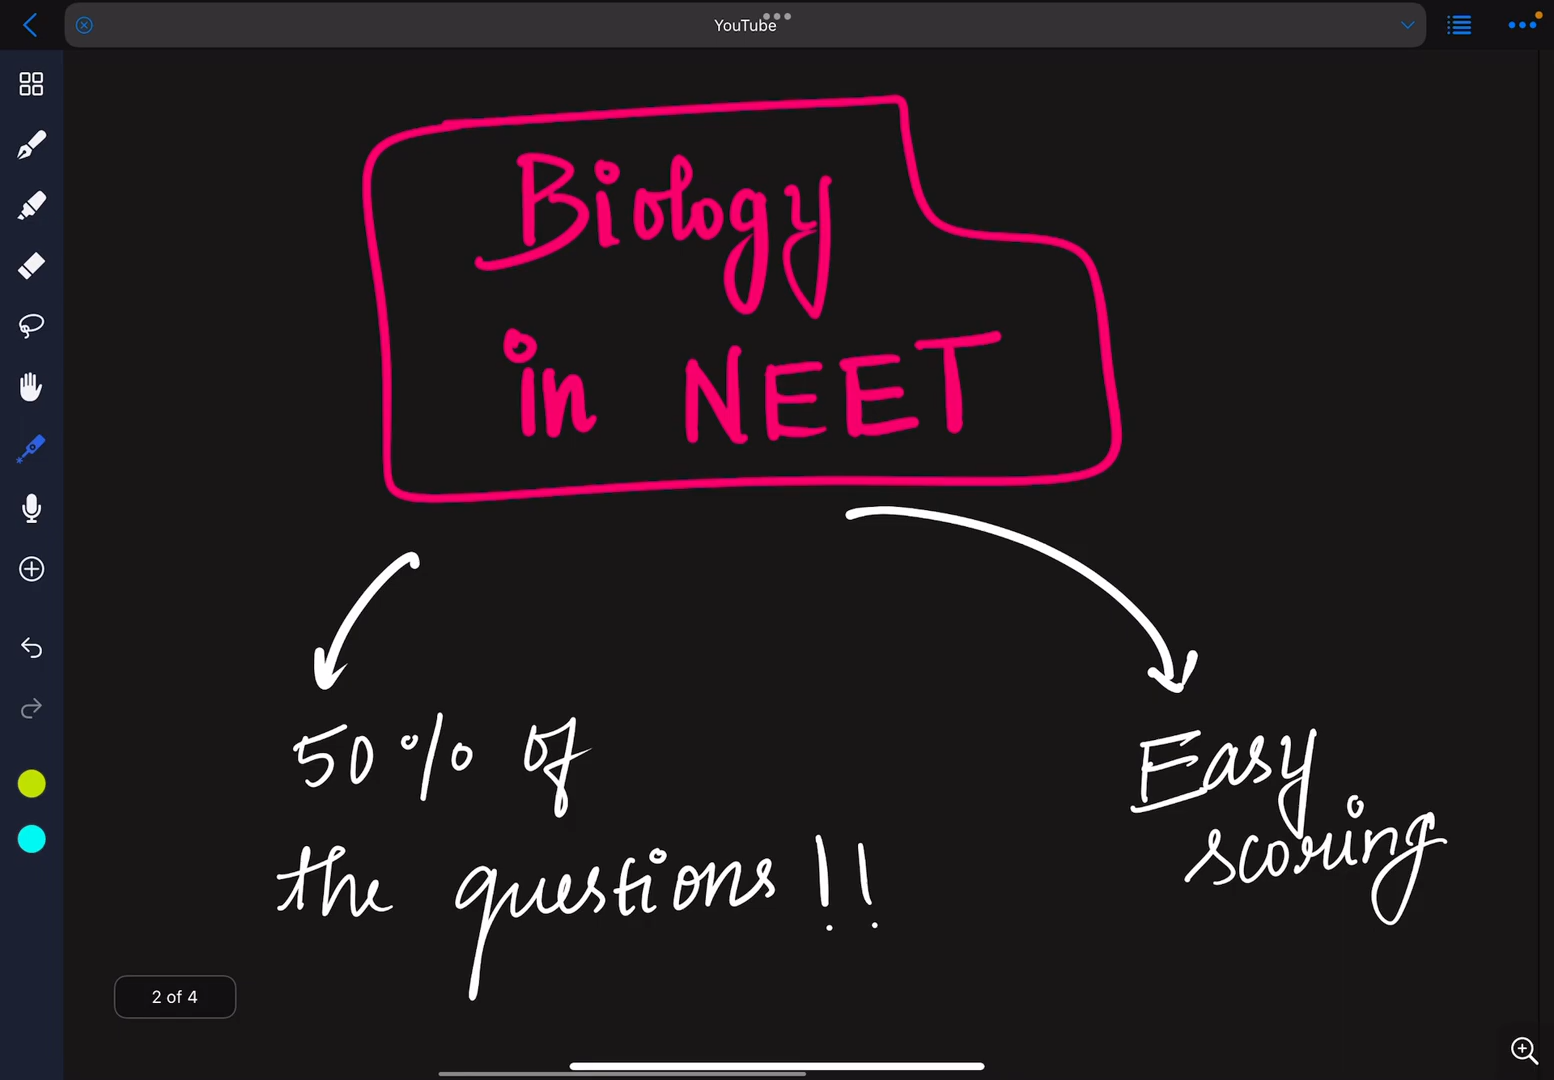 YouTube
Biology
in NEET
50% of
the questions !!
Easy
scoring
2 of 4